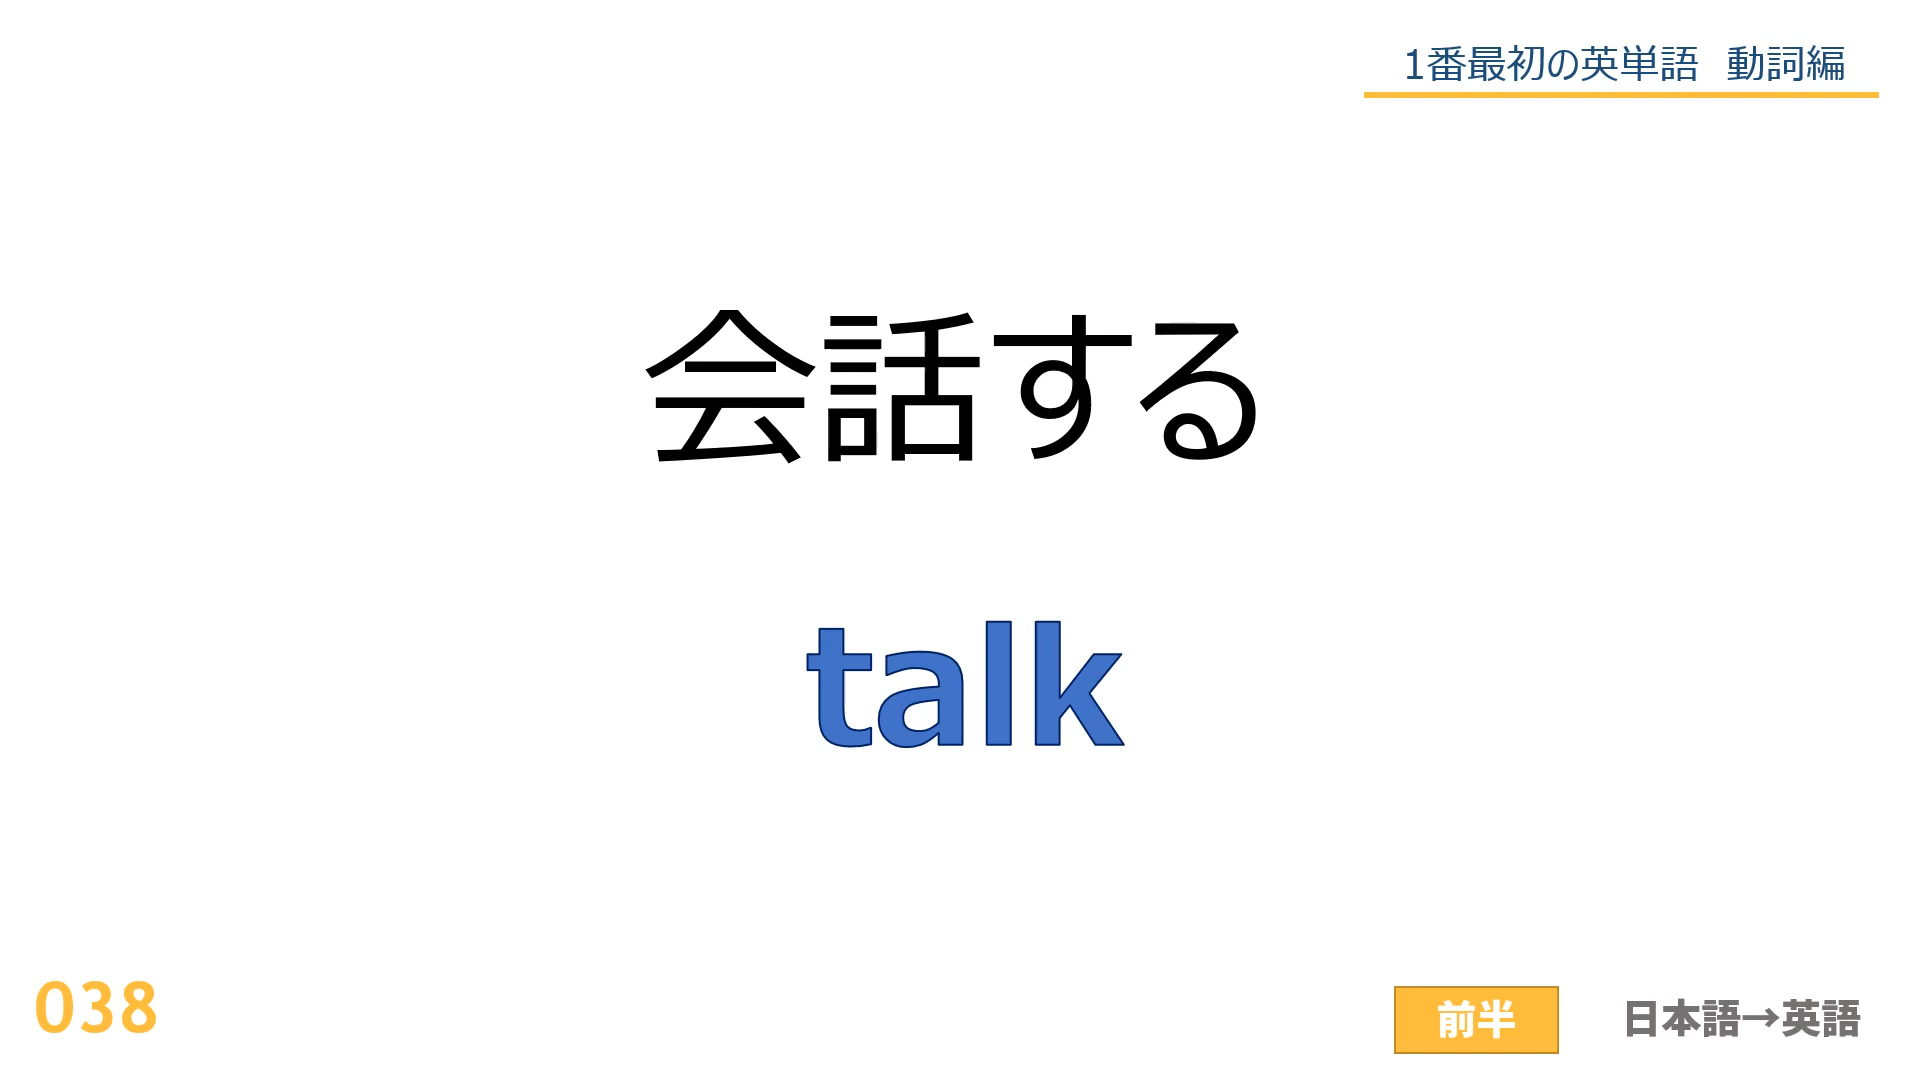 1番最初の英単語　動詞編
会話する
talk
038
前半
日本語→英語